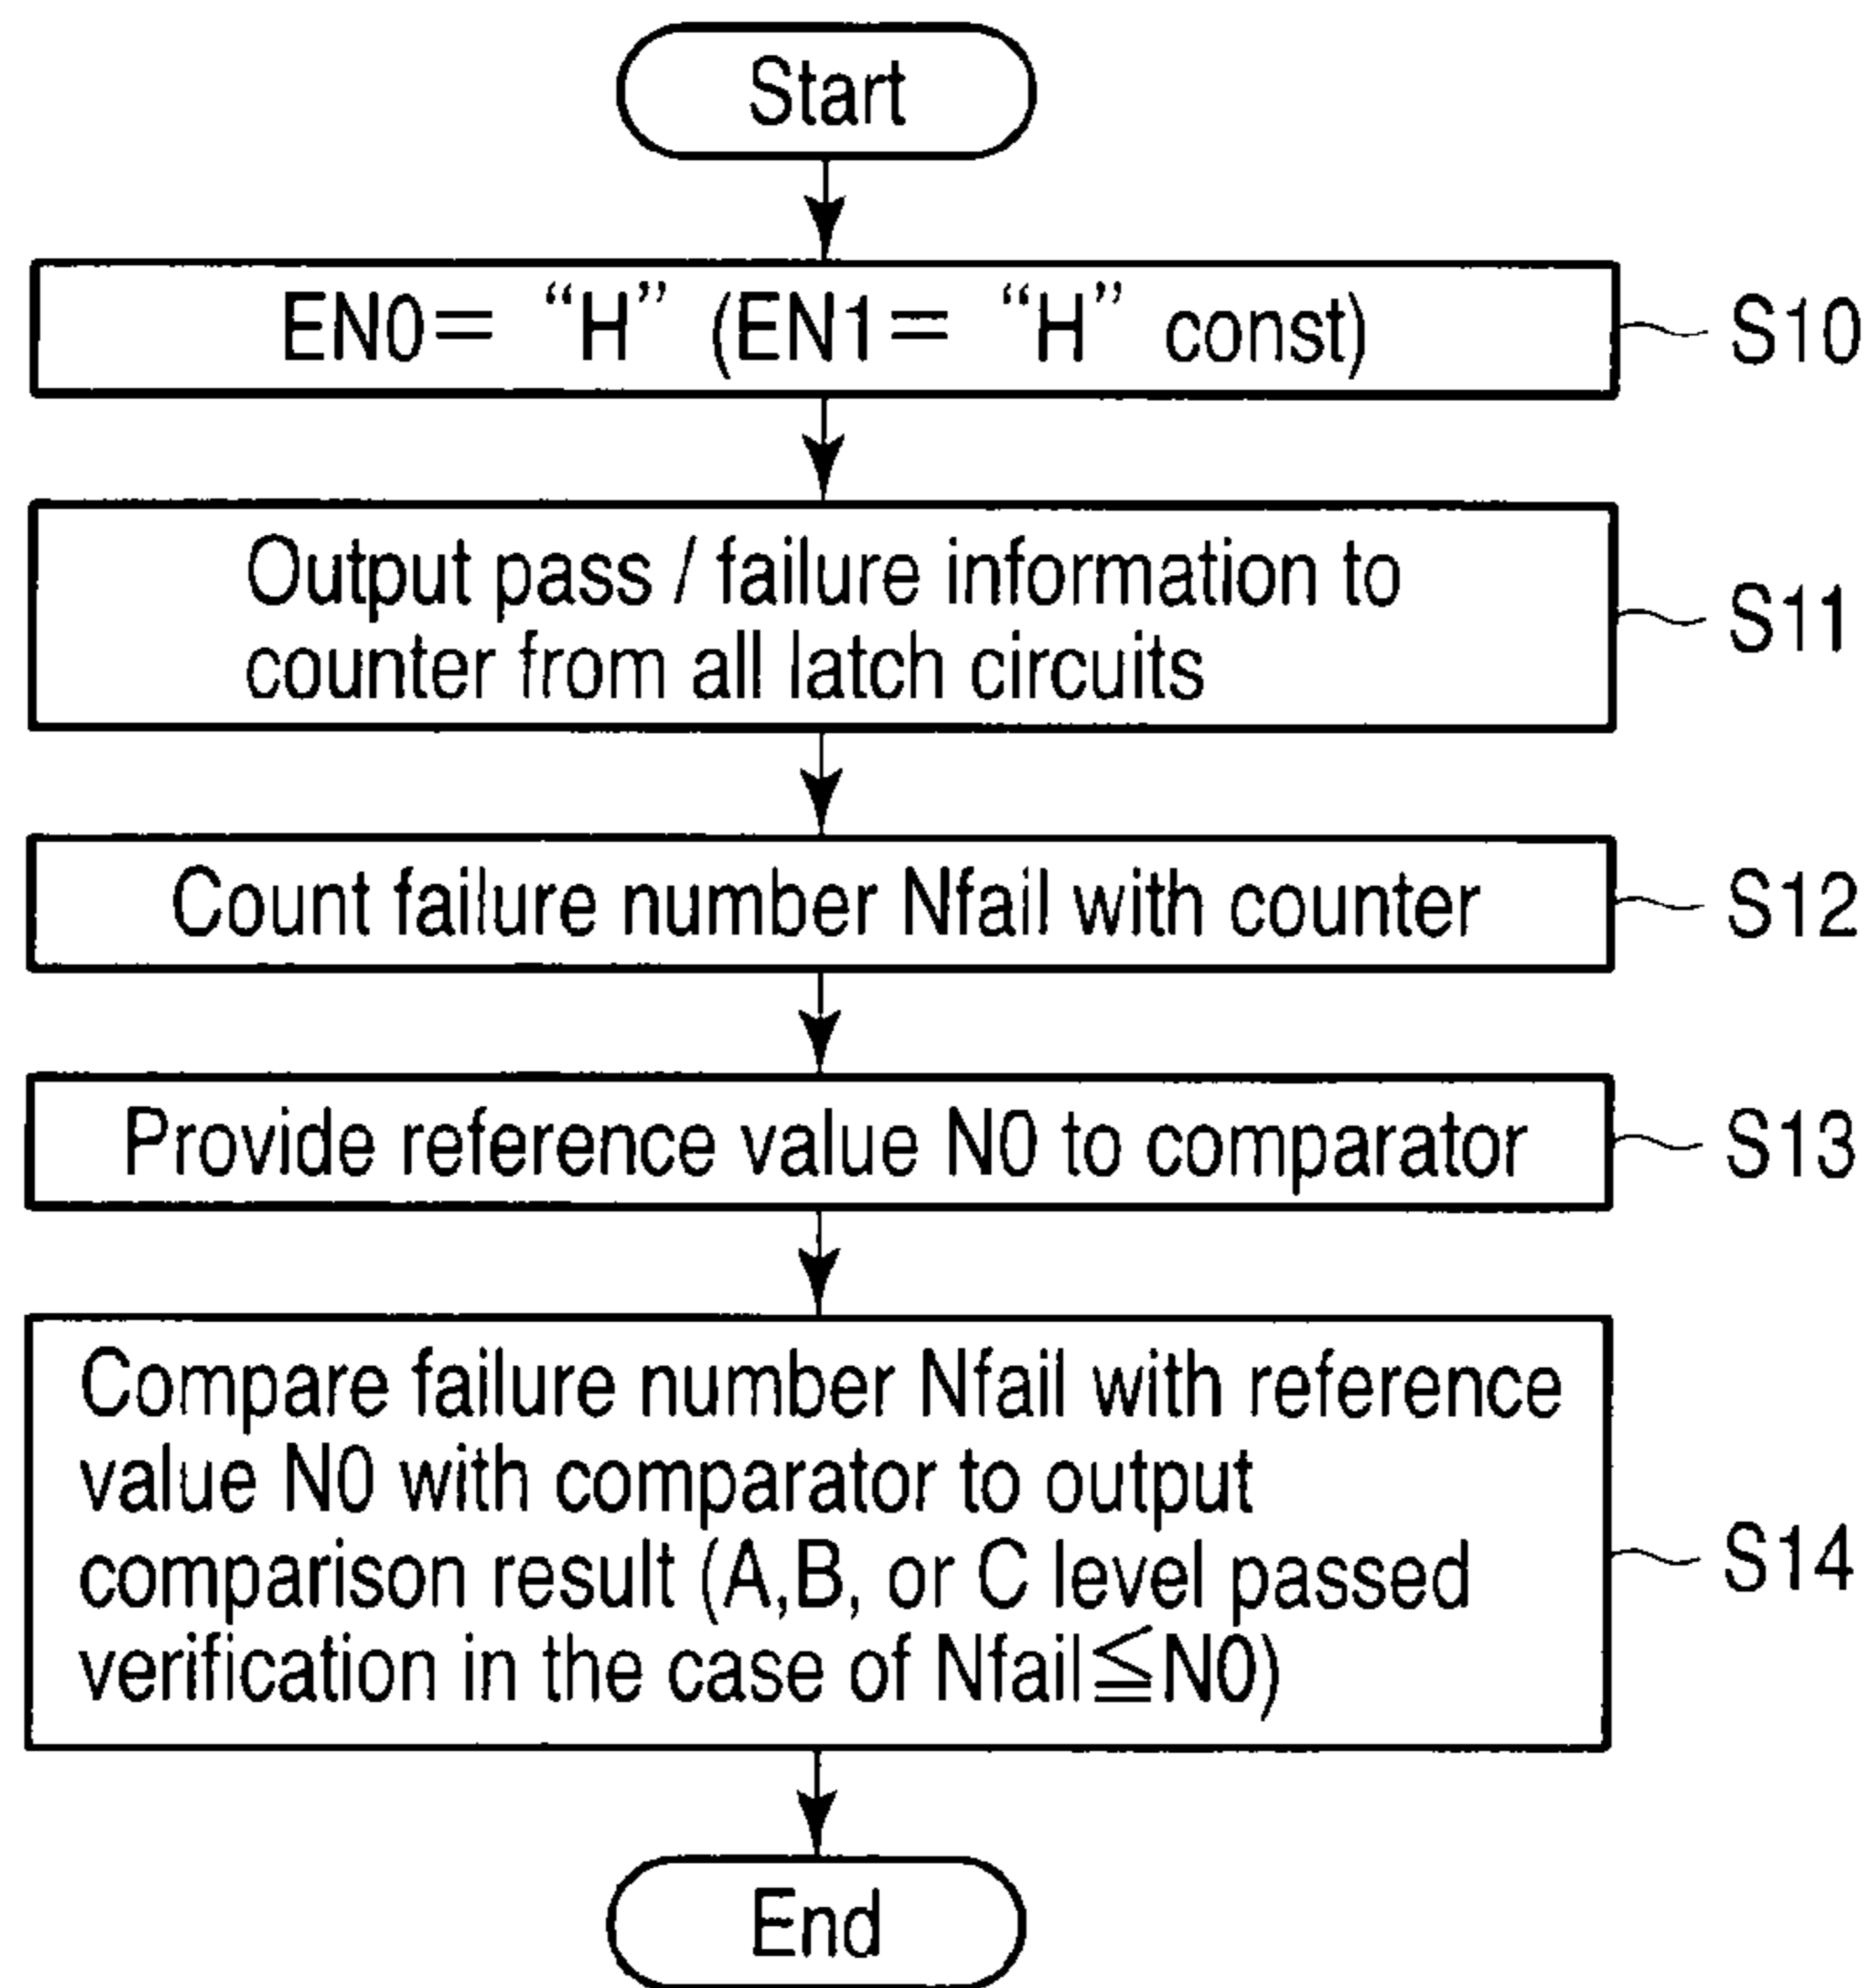 Start
EN0= “H” (EN1= “H” const)
S10
Output pass / failure information to
counter from all latch circuits
S11
Count failure number Nfail with counter
S12
Provide reference value N0 to comparator
S13
Compare failure number Nfail with reference
value N0 with comparator to output
comparison result (A,B, or C level passed
verification in the case of Nfail≦N0)
S14
End